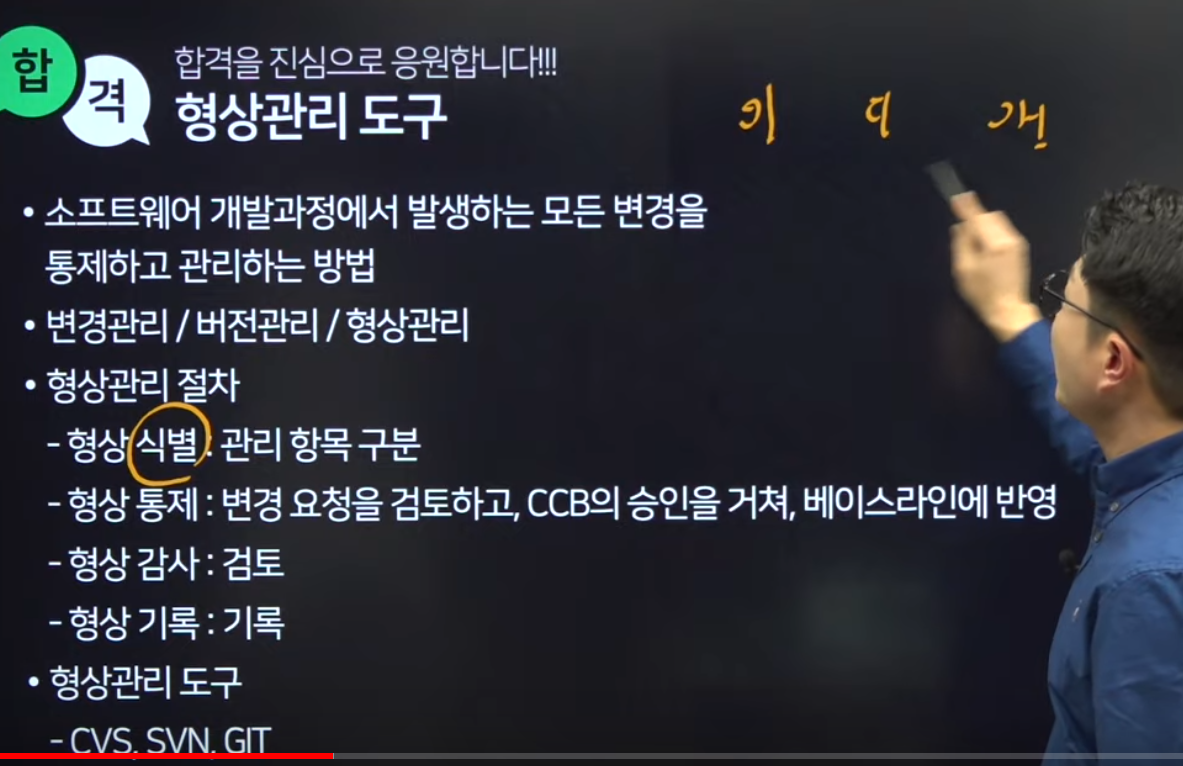 합격
합격을 진심으로 응원합니다!!!
형상관리 도구
• 소프트웨어 개발과정에서 발생하는 모든 변경을
통제하고 관리하는 방법
• 변경관리 / 버전관리 / 형상관리
• 형상관리 절차
- 형상 식별 : 관리 항목 구분
- 형상 통제 : 변경 요청을 검토하고, CCB의 승인을 거쳐, 베이스라인에 반영
- 형상 감사 : 검토
- 형상 기록 : 기록
• 형상관리 도구
- CVS, SVN, GIT